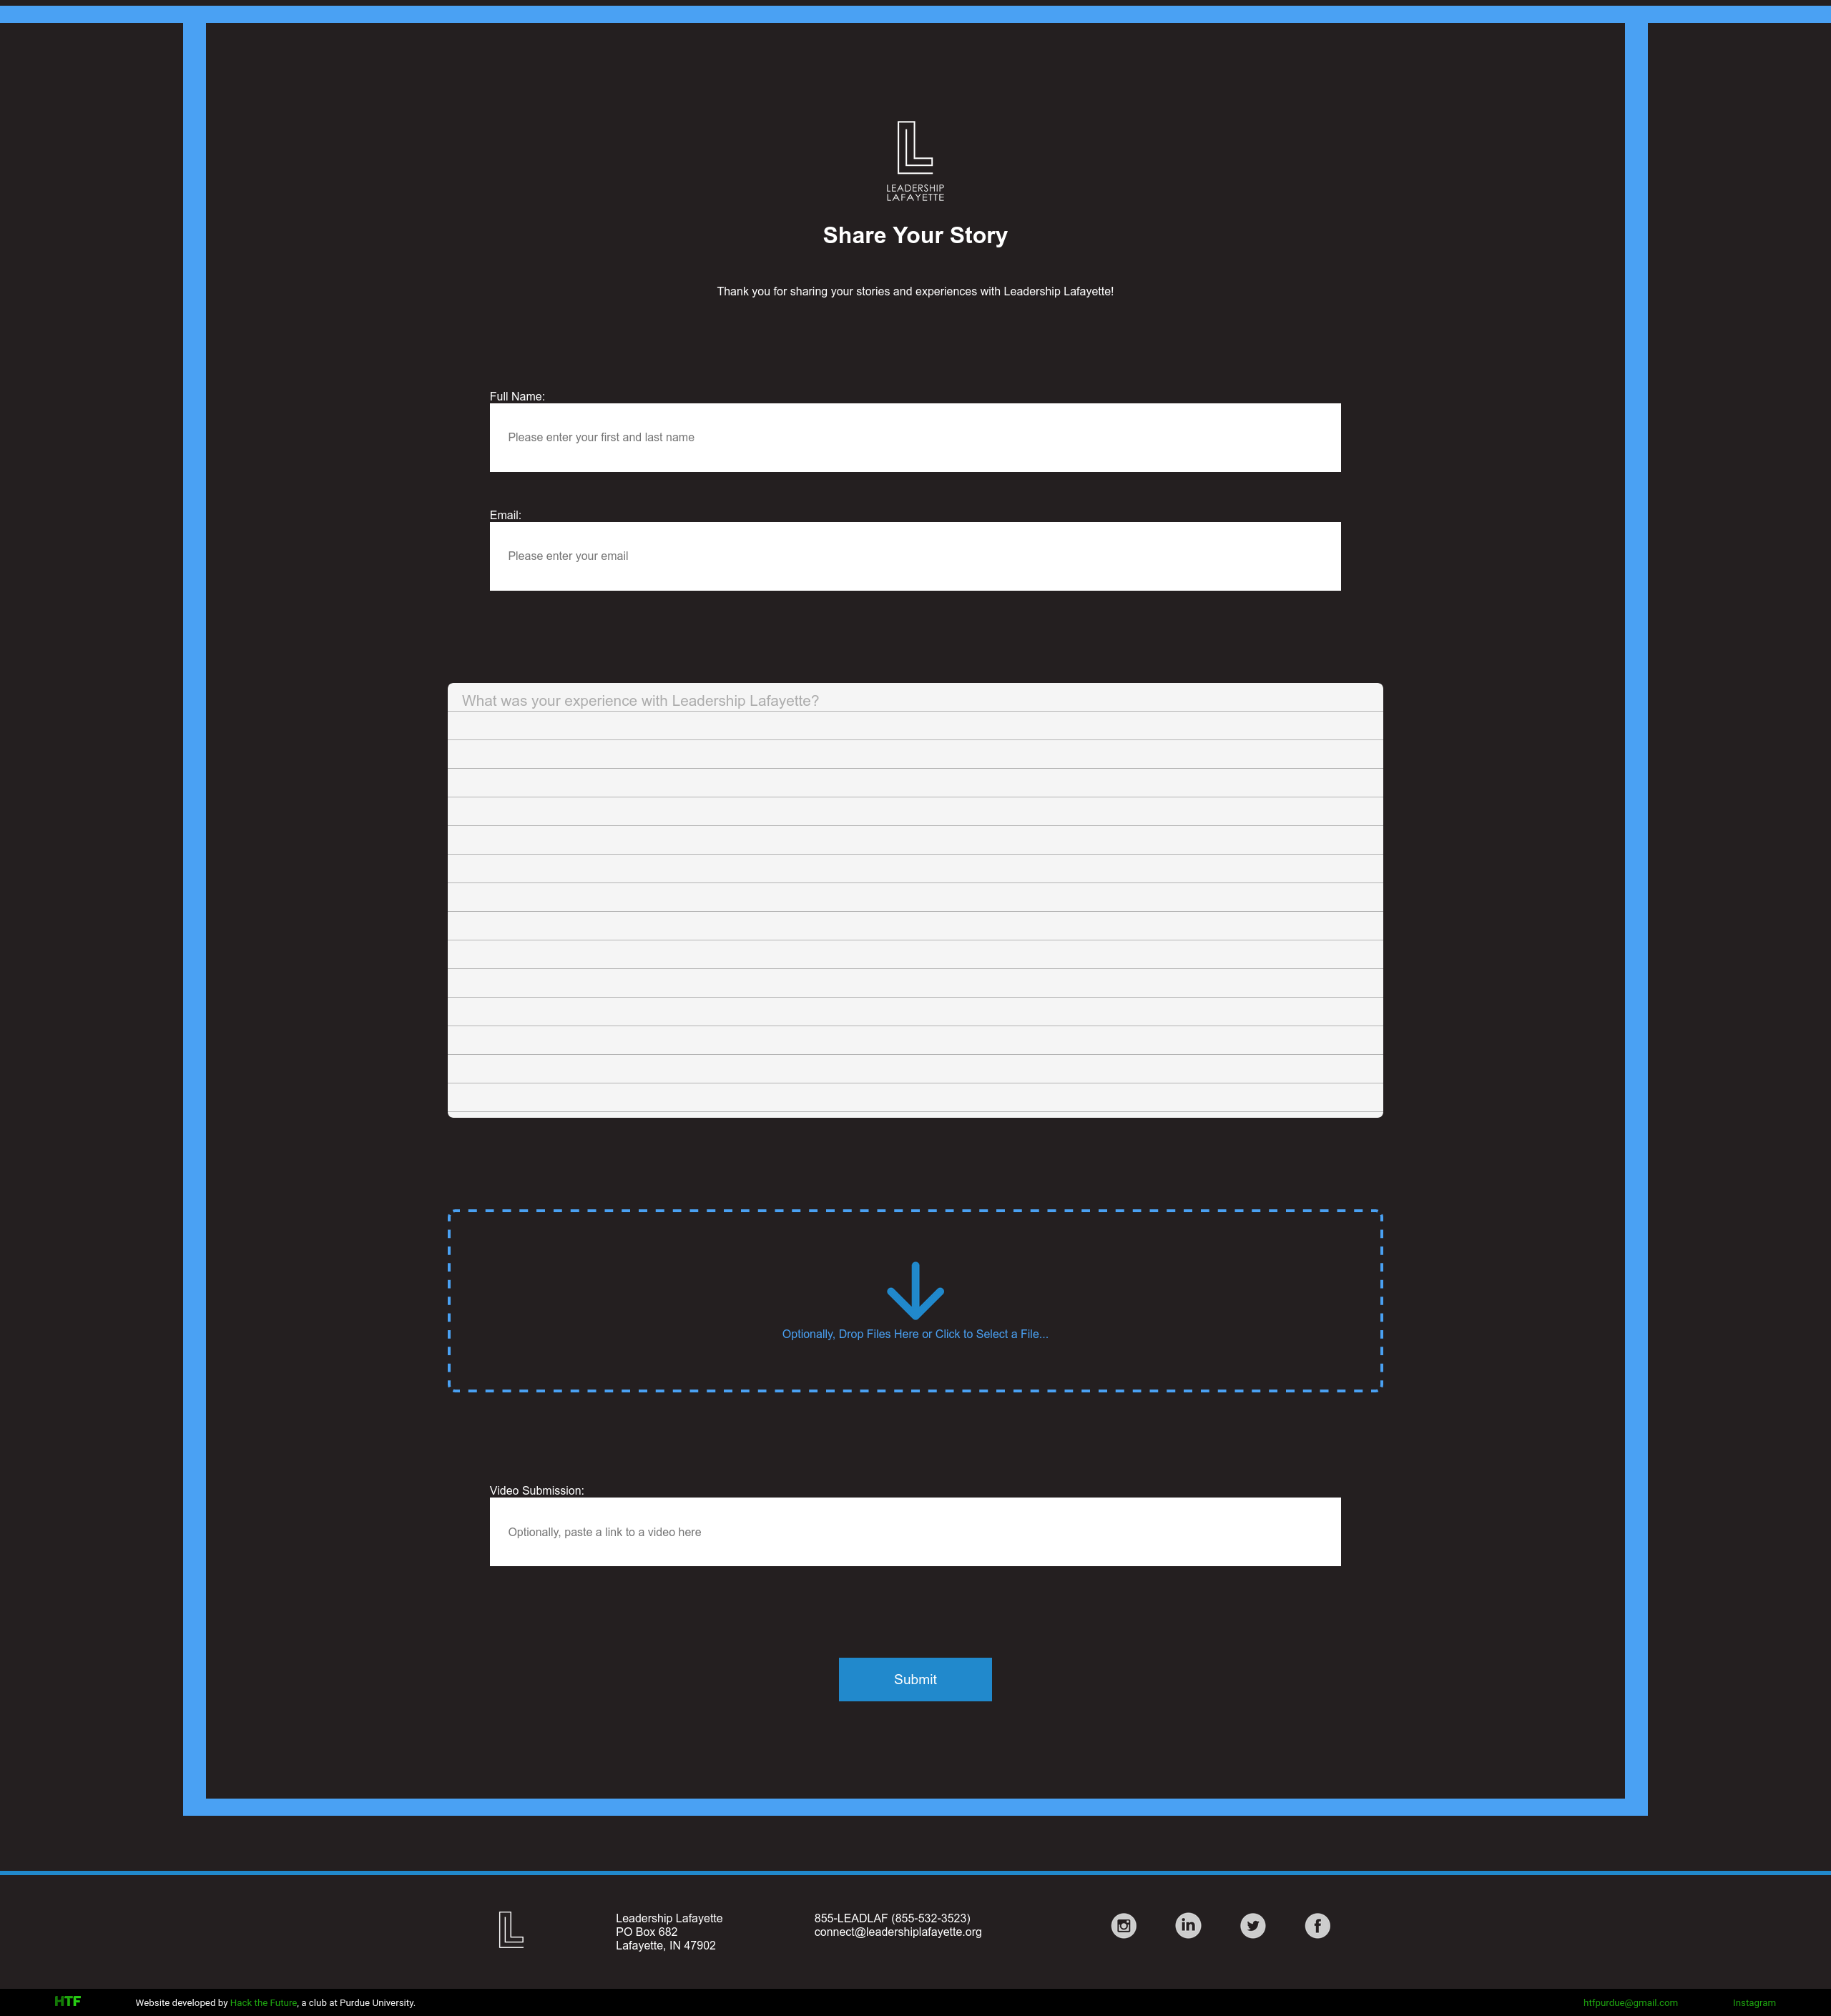 LEADERSHIP
LAFAYETTE
Share Your Story
Thank you for sharing your stories and experiences with Leadership Lafayette!
Full Name:
Please enter your first and last name
Email:
Please enter your email
What was your experience with Leadership Lafayette?
Optionally, Drop Files Here or Click to Select a File...
Video Submission:
Optionally, paste a link to a video here
Submit
Leadership Lafayette
PO Box 682
Lafayette, IN 47902
855-LEADLAF (855-532-3523)
connect@leadershiplafayette.org
HTF
Website developed by Hack the Future, a club at Purdue University.
htfpurdue@gmail.com
Instagram